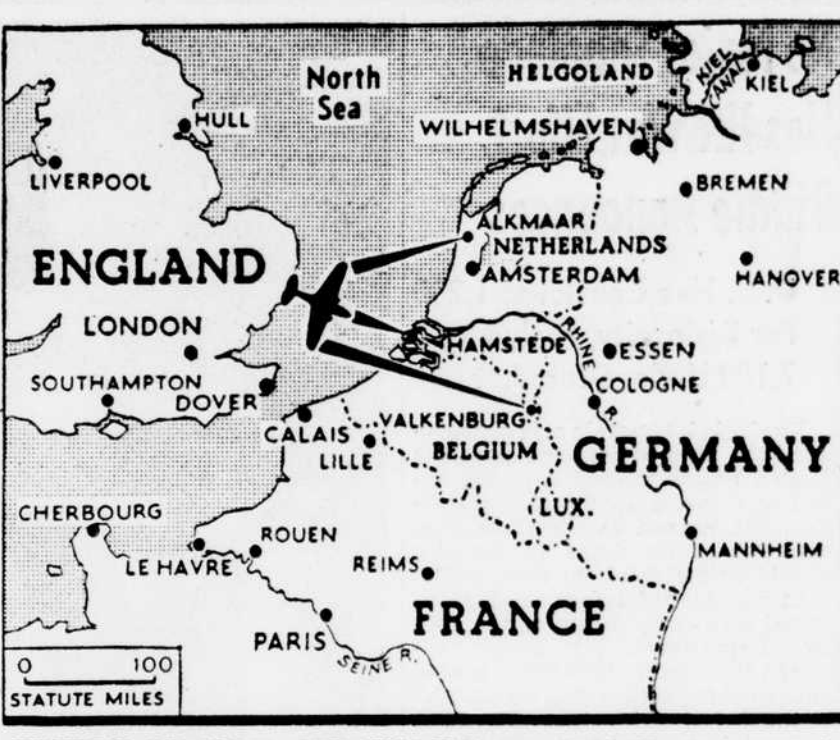 North
Sea
HELGOLAND
KIEL
CANAL
KIEL
HULL
WILHELMSHAVEN
LIVERPOOL
BREMEN
ALKMAAR
NETHERLANDS
ENGLAND
AMSTERDAM
HANOVER
LONDON
HAMSTEDE
RHINE R.
ESSEN
SOUTHAMPTON
DOVER
COLOGNE
CALAIS
VALKENBURG
LILLE
BELGIUM
GERMANY
CHERBOURG
LUX.
ROUEN
LE HAVRE
REIMS
MANNHEIM
FRANCE
PARIS
SEINE R.
0 100
STATUTE MILES